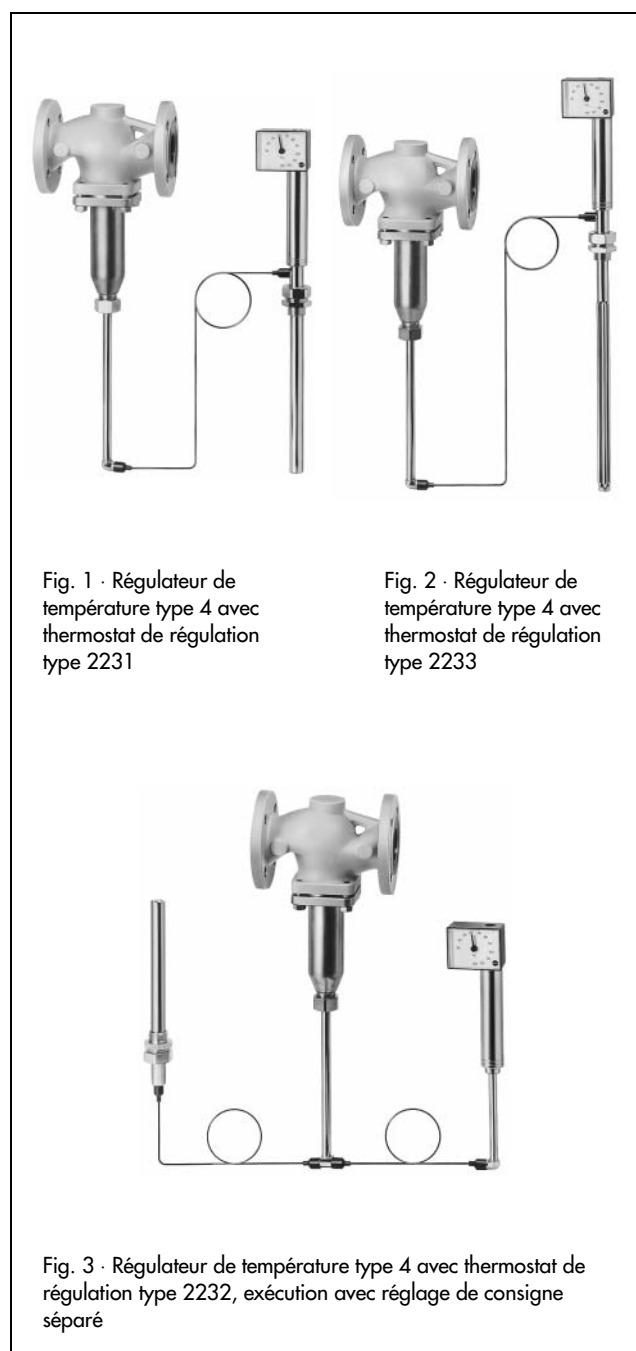 Fig. 1 · Régulateur de
température type 4 avec
thermostat de régulation
type 2231
Fig. 2 · Régulateur de
température type 4 avec
thermostat de régulation
type 2233
Fig. 3 · Régulateur de température type 4 avec thermostat de
régulation type 2232, exécution avec réglage de consigne
séparé